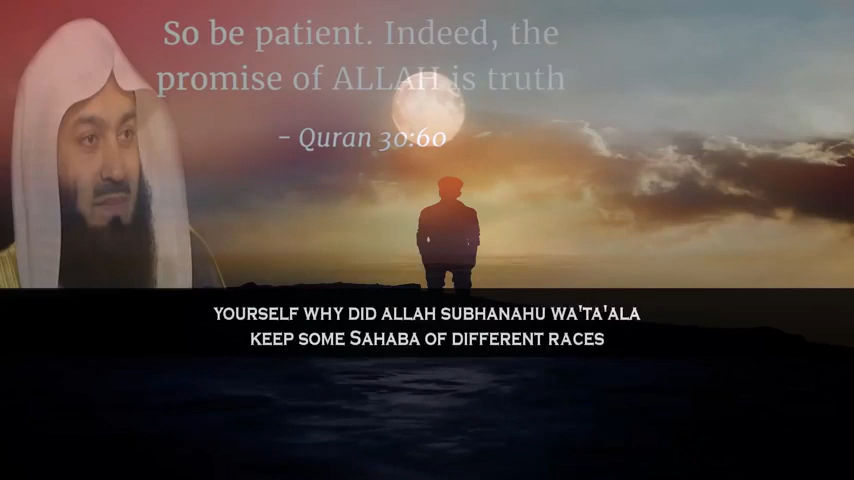 So be patient. Indeed, the
promise of ALLAH is truth
- Quran 30:60
YOURSELF WHY DID ALLAH SUBHANAHU WA'TA'ALA
KEEP SOME SAHABA OF DIFFERENT RACES